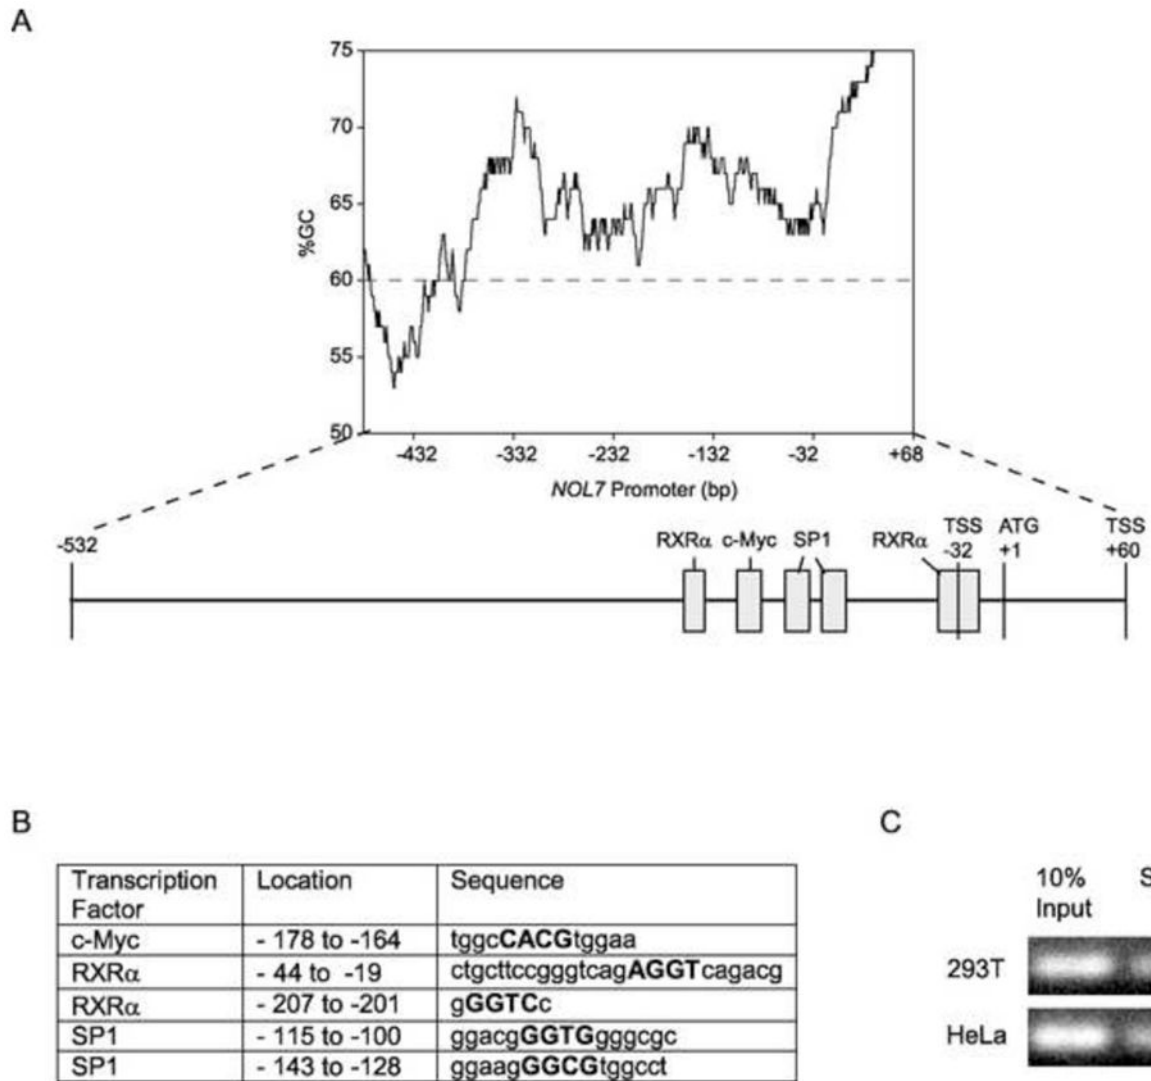 A
75
70
65
60
55
50
%GC
-432 -332 -232 -132 -32 +68
NOL7 Promoter (bp)
-532
RXRα c-Myc SP1 RXRα TSS -32 ATG +1 TSS +60
B
Transcription Factor Location Sequence
c-Myc - 178 to -164 tggcCACGtggaa
RXRα - 44 to -19 ctgcttccgggtcagAGGTcagacg
RXRα - 207 to -201 gGGTCc
SP1 - 115 to -100 ggacgGGTGgggcgc
SP1 - 143 to -128 ggaagGGCGtggcct
C
10% Input S
293T
HeLa